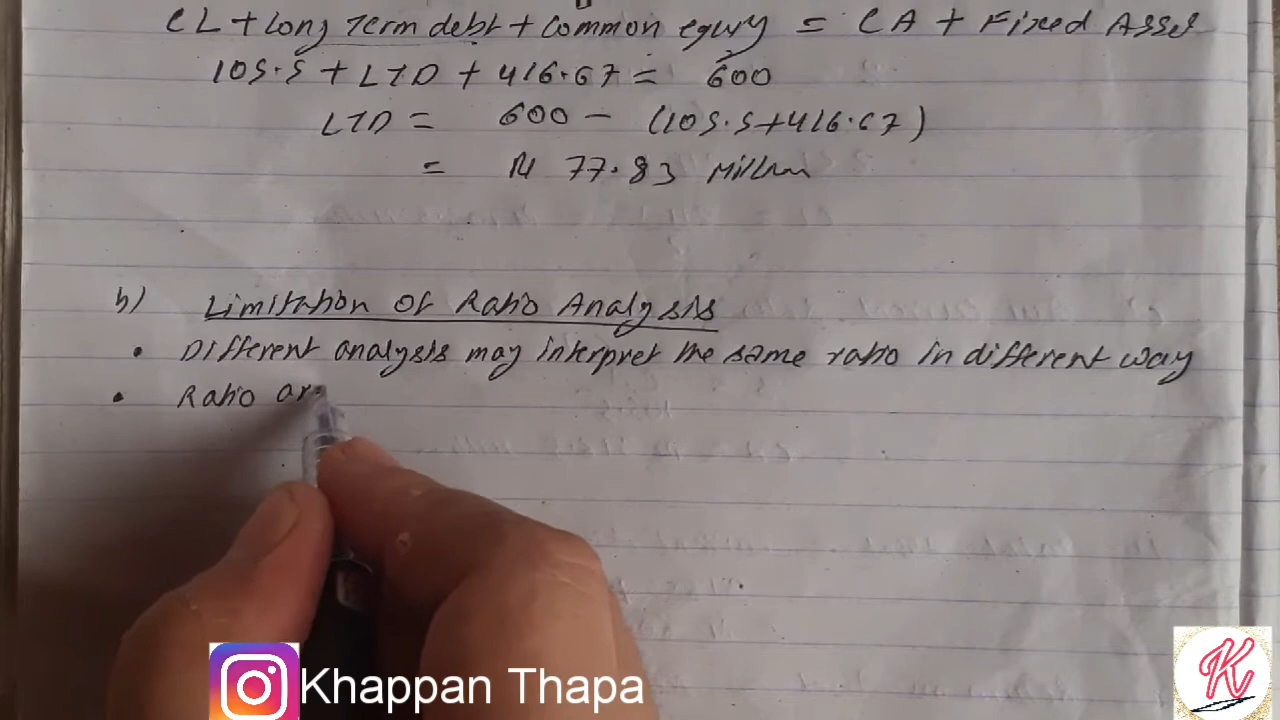 CL + Long Term debt + Common equity = CA + Fixed Asset
105.5 + LTD + 416.67 = 600
LTD = 600 - (105.5+416.67)
= Rs 77.83 Million
b) Limitation of Ratio Analysis
• Different analysis may interpret the same ratio in different way
• Ratio are
Khappan Thapa
K